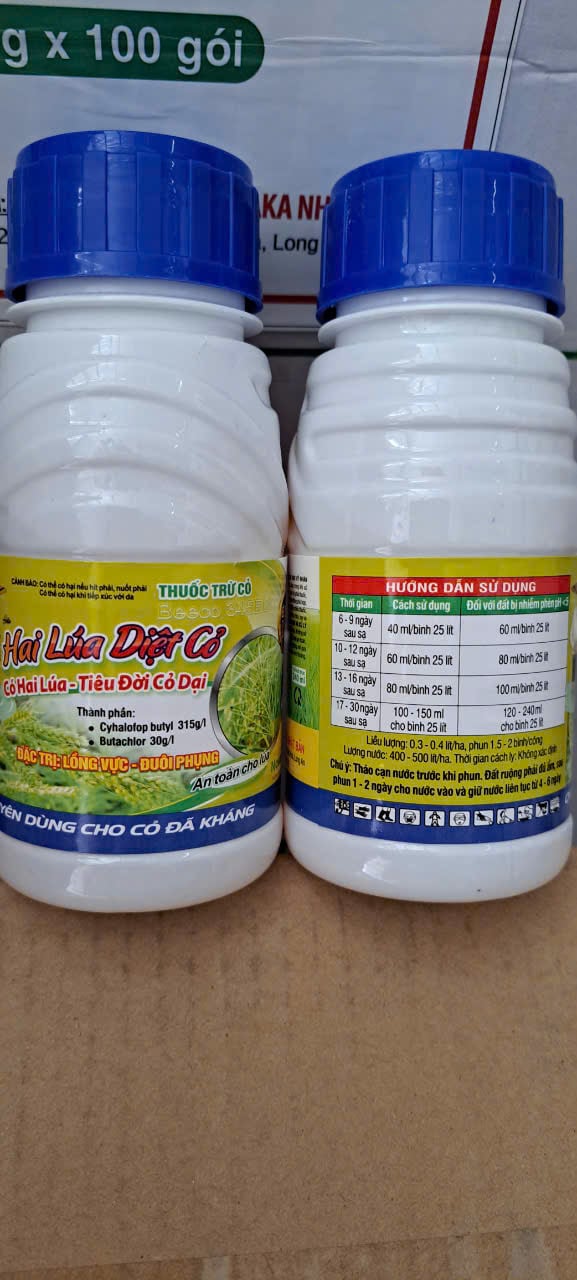 g x 100 gói
AKA NH
, Long
CẢNH BÁO: Có thể có hại nếu hít phải, nuốt phải
Có thể có hại khi tiếp xúc với da
THUỐC TRỪ CỎ
Hai Lúa Diệt Cỏ
Có Hai Lúa - Tiêu Đời Cỏ Dại
Thành phần:
• Cyhalofop butyl 315g/l
• Butachlor 30g/l
ĐẶC TRỊ: LỒNG VỰC - ĐUÔI PHỤNG
An toàn cho lúa
YÊN DÙNG CHO CỎ ĐÃ KHÁNG
HƯỚNG DẪN SỬ DỤNG
Thời gian Cách sử dụng Đối với đất bị nhiễm phèn pH <5
6 - 9 ngày sau sạ 40 ml/bình 25 lít 60 ml/bình 25 lít
10 - 12 ngày sau sạ 60 ml/bình 25 lít 80 ml/bình 25 lít
13 - 16 ngày sau sạ 80 ml/bình 25 lít 100 ml/bình 25 lít
17 - 30 ngày sau sạ 100 - 150 ml cho bình 25 lít 120 - 240ml cho bình 25 lít
Liều lượng: 0.3 - 0.4 lít/ha, phun 1.5 - 2 bình/công
Lượng nước: 400 - 500 lít/ha. Thời gian cách ly: Không xác định
Chú ý: Tháo cạn nước trước khi phun. Đất ruộng phải đủ ẩm, sau
phun 1 - 2 ngày cho nước vào và giữ nước liên tục từ 4 - 6 ngày